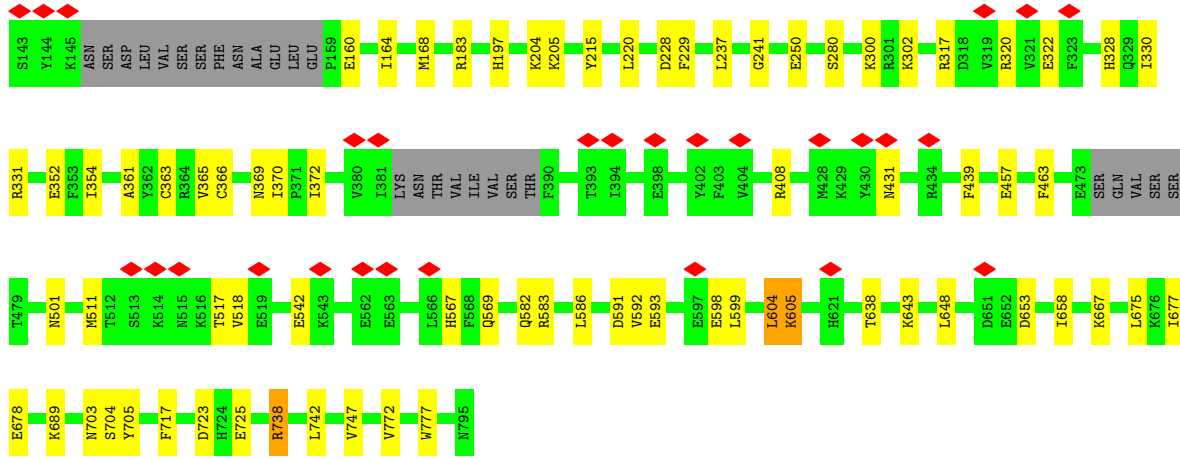 S143 Y144 K145 ASN SER ASP LEU VAL SER SER PHE ASN ALA GLU LEU GLU P159 E160 I164 M168 R183 H197 K204 K205 Y215 L220 D228 F229 L237 G241 E250 S280 K300 R301 K302 R317 D318 V319 R320 V321 E322 F323 H328 Q329 I330
R331 E352 F353 I354 A361 Y362 C363 R364 V365 C366 N369 I370 P371 I372 V380 I381 LYS ASN THR VAL ILE VAL SER THR F390 T393 I394 E398 Y402 F403 V404 R408 M428 K429 Y430 N431 R434 F439 E457 F463 E473 SER GLN VAL SER SER
T479 N501 M511 T512 S513 K514 N515 K516 T517 V518 E519 E542 K543 E562 E563 L566 H567 F568 Q569 Q582 R583 L586 D591 V592 E593 E597 E598 L599 L604 K605 H621 T638 K643 L648 D651 E652 D653 I658 K667 L675 K676 I677
E678 K689 N703 S704 Y705 F717 D723 H724 E725 R738 L742 V747 V772 W777 N795